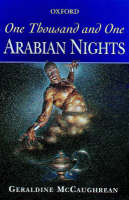 OXFORD
One Thousand and One
ARABIAN NIGHTS
GERALDINE MCCAUGHREAN